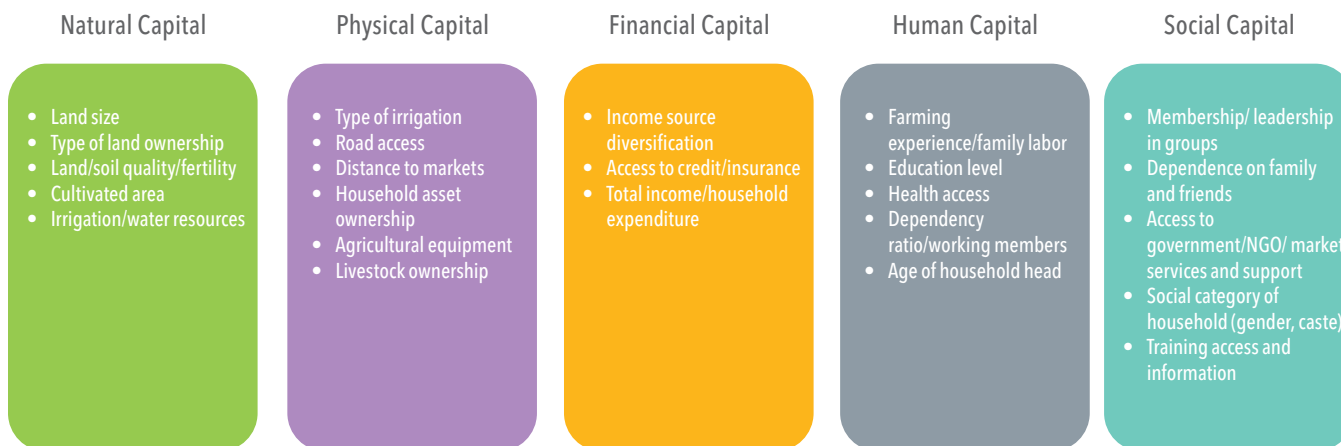 Natural Capital
Physical Capital
Financial Capital
Human Capital
Social Capital
• Land size
• Type of land ownership
• Land/soil quality/fertility
• Cultivated area
• Irrigation/water resources
• Type of irrigation
• Road access
• Distance to markets
• Household asset
ownership
• Agricultural equipment
• Livestock ownership
• Income source
diversification
• Access to credit/insurance
• Total income/household
expenditure
• Farming
experience/family labor
• Education level
• Health access
• Dependency
ratio/working members
• Age of household head
• Membership/ leadership
in groups
• Dependence on family
and friends
• Access to
government/NGO/ market
services and support
• Social category of
household (gender, caste)
• Training access and
information